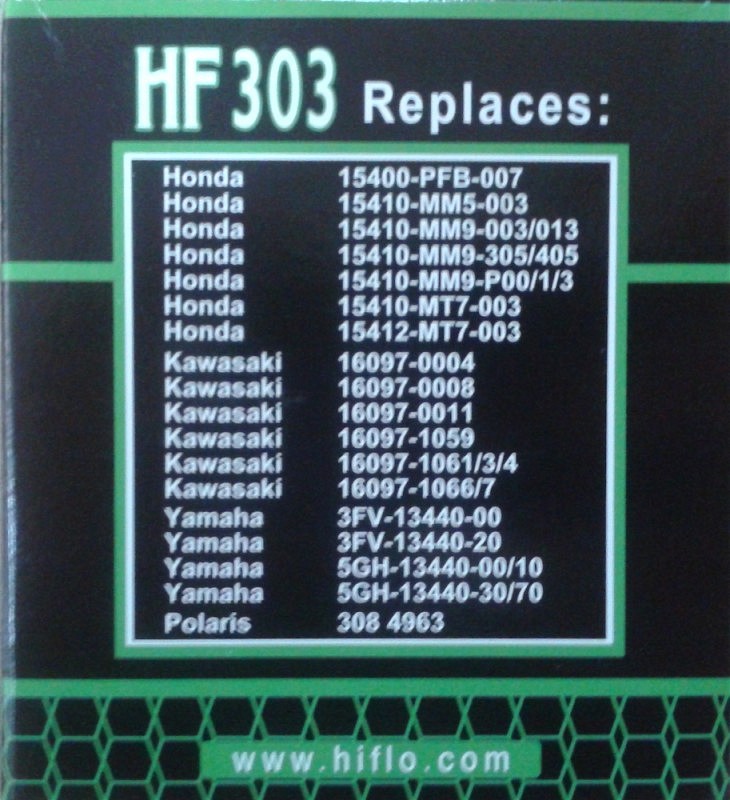 HF303 Replaces:
Honda 15400-PFB-007
Honda 15410-MM5-003
Honda 15410-MM9-003/013
Honda 15410-MM9-305/405
Honda 15410-MM9-P00/1/3
Honda 15410-MT7-003
Honda 15412-MT7-003
Kawasaki 16097-0004
Kawasaki 16097-0008
Kawasaki 16097-0011
Kawasaki 16097-1059
Kawasaki 16097-1061/3/4
Kawasaki 16097-1066/7
Yamaha 3FV-13440-00
Yamaha 3FV-13440-20
Yamaha 5GH-13440-00/10
Yamaha 5GH-13440-30/70
Polaris 308 4963
www.hiflo.com